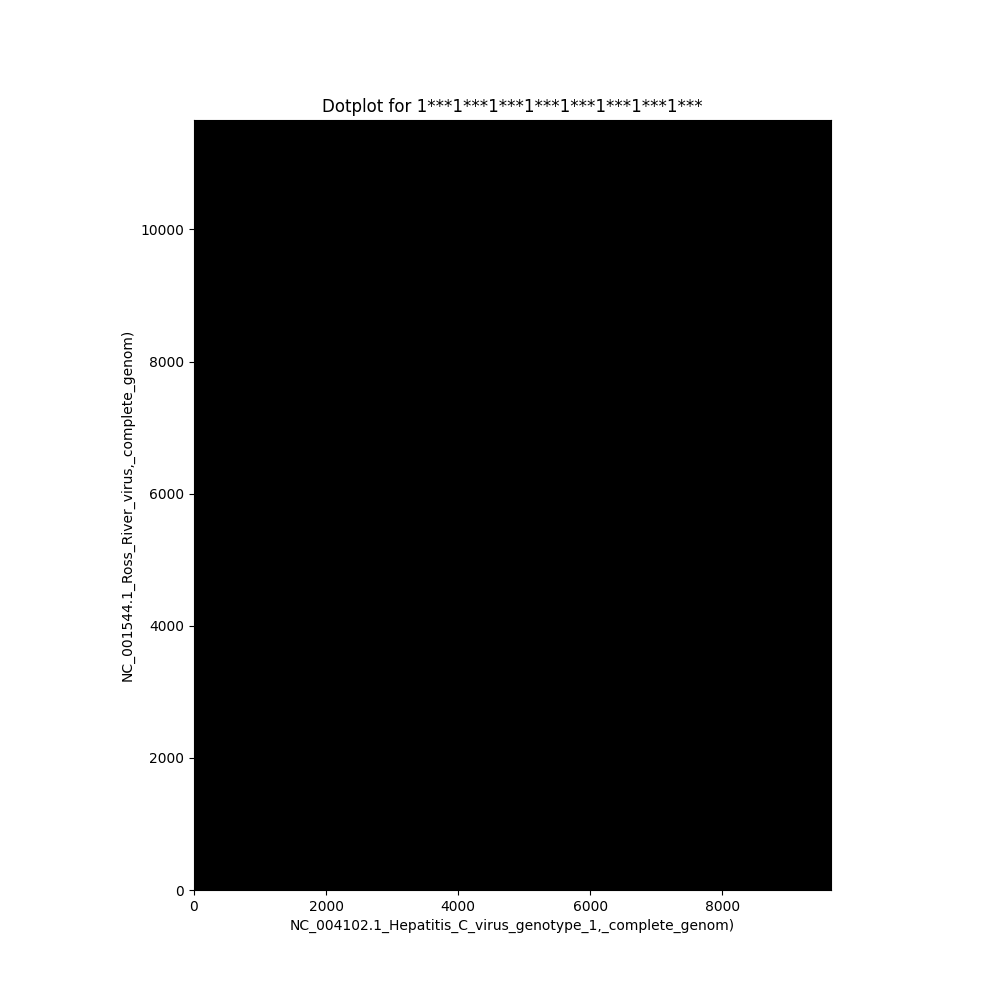 Dotplot for 1***1***1***1***1***1***1***1***
10000
8000
6000
4000
2000
0
NC_001544.1_Ross_River_virus,_complete_genom)
0 2000 4000 6000 8000
NC_004102.1_Hepatitis_C_virus_genotype_1,_complete_genom)